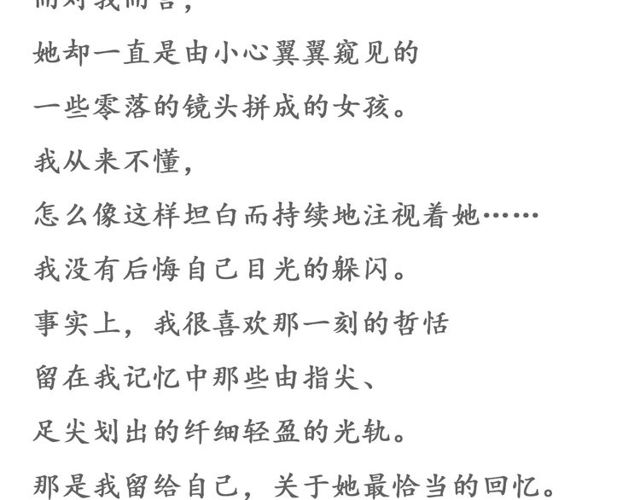 而对我而言，
她却一直是由小心翼翼窥见的
一些零落的镜头拼成的女孩。
我从来不懂，
怎么像这样坦白而持续地注视着她……
我没有后悔自己目光的躲闪。
事实上，我很喜欢那一刻的哲恬
留在我记忆中那些由指尖、
足尖划出的纤细轻盈的光轨。
那是我留给自己，关于她最恰当的回忆。